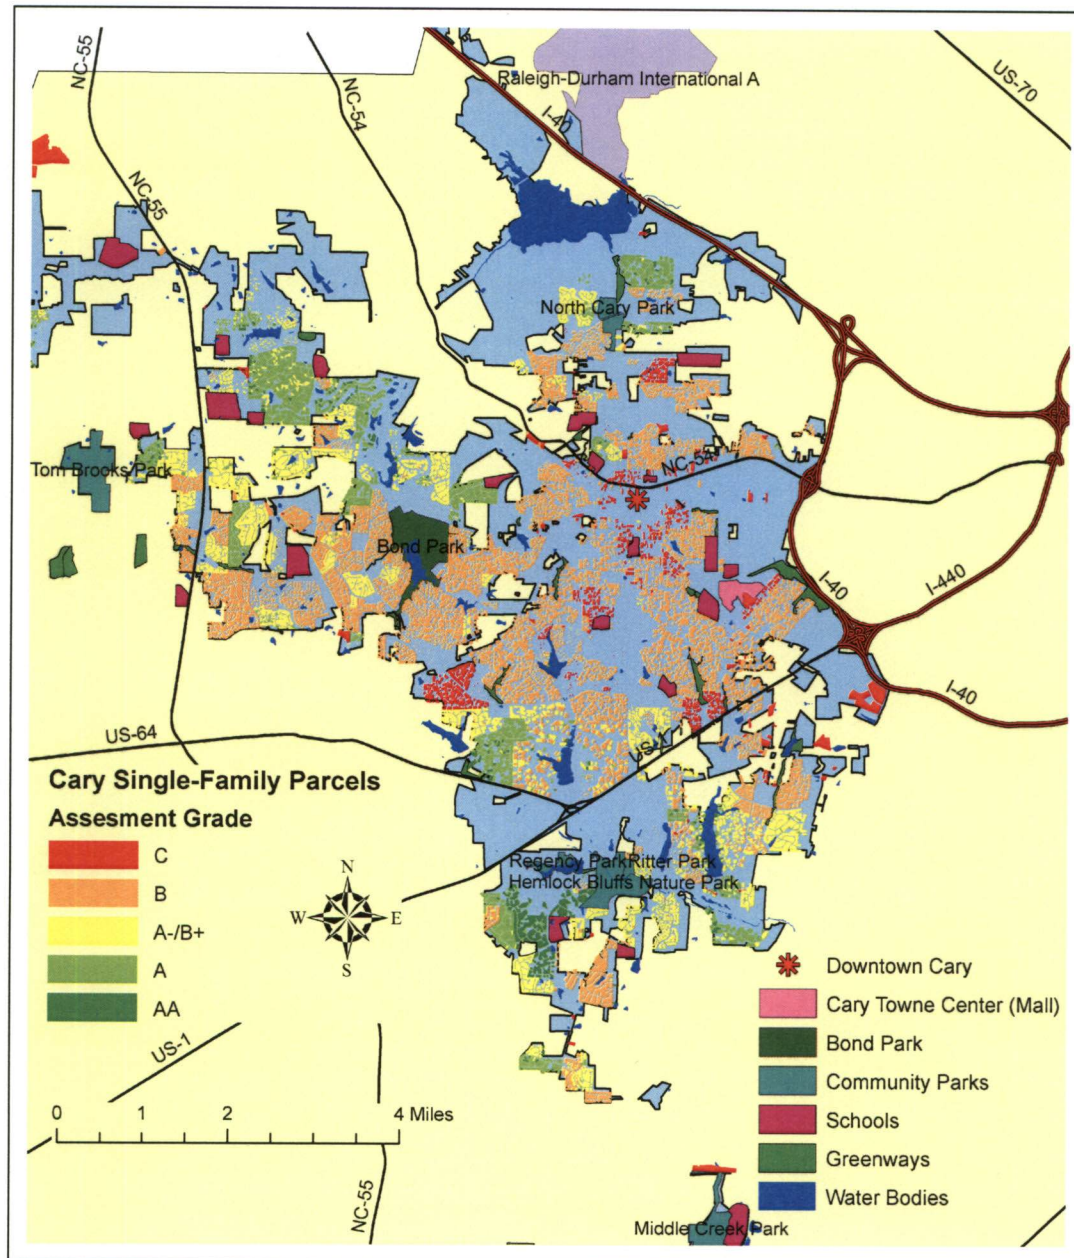 NC-55
NC-54
US-70
Raleigh-Durham International A
I-40
NC-55
North Cary Park
NC-54
Tom Brooks Park
Bond Park
I-40
I-440
I-40
US-64
US-1
Cary Single-Family Parcels
Assesment Grade
C
B
A-/B+
A
AA
N
W E
S
Regency Park Ritter Park
Hemlock Bluffs Nature Park
Downtown Cary
Cary Towne Center (Mall)
Bond Park
Community Parks
Schools
Greenways
Water Bodies
US-1
0 1 2 4 Miles
NC-55
Middle Creek Park